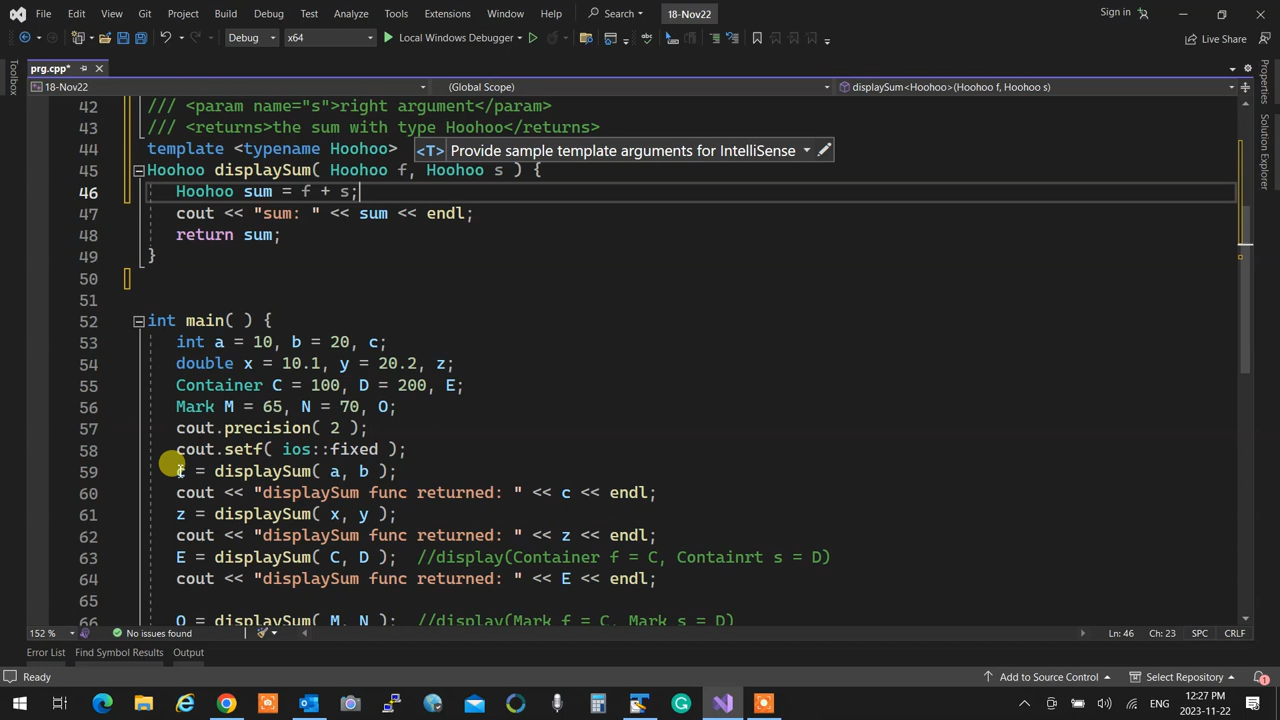 File Edit View Git Project Build Debug Test Analyze Tools Extensions Window Help Search 18-Nov22 Sign in
Debug x64 Local Windows Debugger Live Share
prg.cpp*
18-Nov22 (Global Scope) displaySum<Hoohoo>(Hoohoo f, Hoohoo s)
Toolbox
Properties
Solution Explorer
42 /// <param name="s">right argument</param>
43 /// <returns>the sum with type Hoohoo</returns>
44 template <typename Hoohoo> <T> Provide sample template arguments for IntelliSense
45 Hoohoo displaySum( Hoohoo f, Hoohoo s ) {
46 Hoohoo sum = f + s;
47 cout << "sum: " << sum << endl;
48 return sum;
49 }
50
51
52 int main( ) {
53 int a = 10, b = 20, c;
54 double x = 10.1, y = 20.2, z;
55 Container C = 100, D = 200, E;
56 Mark M = 65, N = 70, O;
57 cout.precision( 2 );
58 cout.setf( ios::fixed );
59 c = displaySum( a, b );
60 cout << "displaySum func returned: " << c << endl;
61 z = displaySum( x, y );
62 cout << "displaySum func returned: " << z << endl;
63 E = displaySum( C, D ); //display(Container f = C, Containrt s = D)
64 cout << "displaySum func returned: " << E << endl;
65
66 O = displaySum( M, N ); //display(Mark f = C, Mark s = D)
152 % No issues found Ln: 46 Ch: 23 SPC CRLF
Error List Find Symbol Results Output
Ready Add to Source Control Select Repository 1
ENG 12:27 PM
2023-11-22